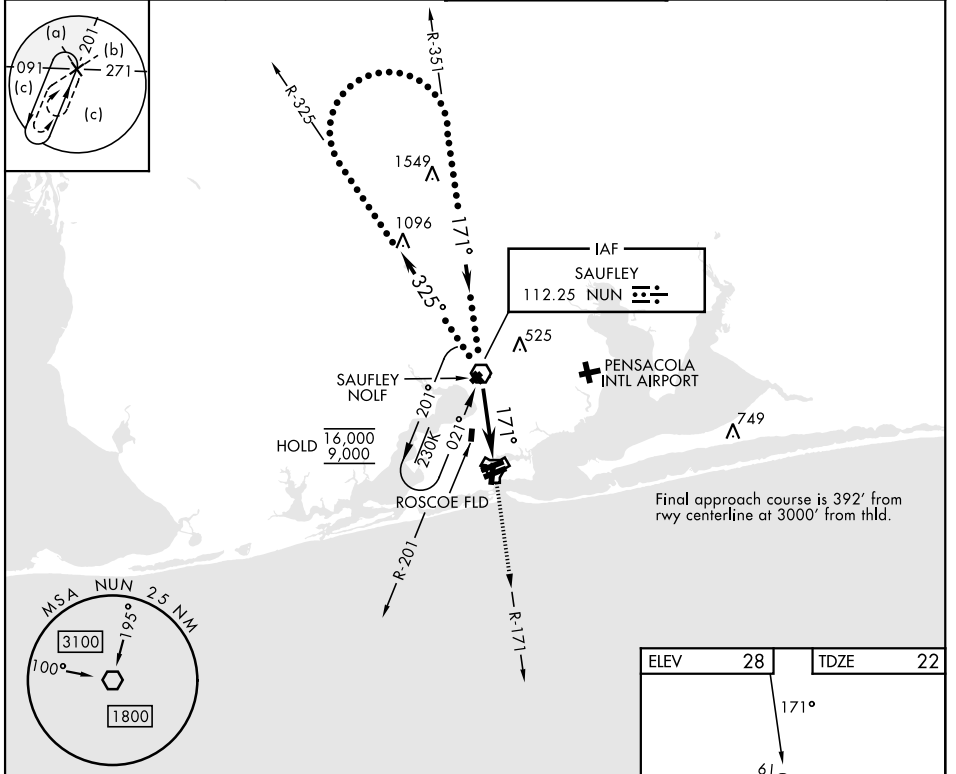 (a)
201
(b)
091
271
(c)
(c)
R-351
R-325
1549
1096
171°
325°
IAF
SAUFLEY
112.25 NUN
525
PENSACOLA
INTL AIRPORT
SAUFLEY
NOLF
201°
230K
021°
171°
749
HOLD 16,000
9,000
ROSCOE FLD
Final approach course is 392' from
rwy centerline at 3000' from thld.
R-201
R-171
MSA NUN 25 NM
3100
195°
100°
1800
ELEV 28
TDZE 22
171°
61